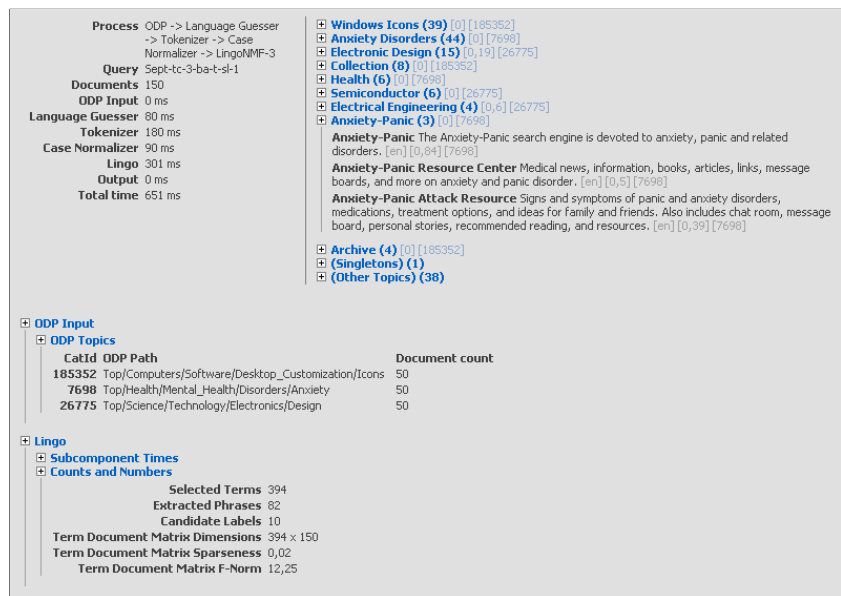 Process ODP -> Language Guesser
-> Tokenizer -> Case
Normalizer -> LingoNMF-3
Query Sept-tc-3-ba-t-sl-1
Documents 150
ODP Input 0 ms
Language Guesser 80 ms
Tokenizer 180 ms
Case Normalizer 90 ms
Lingo 301 ms
Output 0 ms
Total time 651 ms
Windows Icons (39) [0] [185352]
Anxiety Disorders (44) [0] [7698]
Electronic Design (15) [0,19] [26775]
Collection (8) [0] [185352]
Health (6) [0] [7698]
Semiconductor (6) [0] [26775]
Electrical Engineering (4) [0,6] [26775]
Anxiety-Panic (3) [0] [7698]
Anxiety-Panic The Anxiety-Panic search engine is devoted to anxiety, panic and related
disorders. [en] [0,84] [7698]
Anxiety-Panic Resource Center Medical news, information, books, articles, links, message
boards, and more on anxiety and panic disorder. [en] [0,5] [7698]
Anxiety-Panic Attack Resource Signs and symptoms of panic and anxiety disorders,
medications, treatment options, and ideas for family and friends. Also includes chat room, message
board, personal stories, recommended reading, and resources. [en] [0,39] [7698]
Archive (4) [0] [185352]
(Singletons) (1)
(Other Topics) (38)
ODP Input
ODP Topics
CatId ODP Path Document count
185352 Top/Computers/Software/Desktop_Customization/Icons 50
7698 Top/Health/Mental_Health/Disorders/Anxiety 50
26775 Top/Science/Technology/Electronics/Design 50
Lingo
Subcomponent Times
Counts and Numbers
Selected Terms 394
Extracted Phrases 82
Candidate Labels 10
Term Document Matrix Dimensions 394 x 150
Term Document Matrix Sparseness 0,02
Term Document Matrix F-Norm 12,25